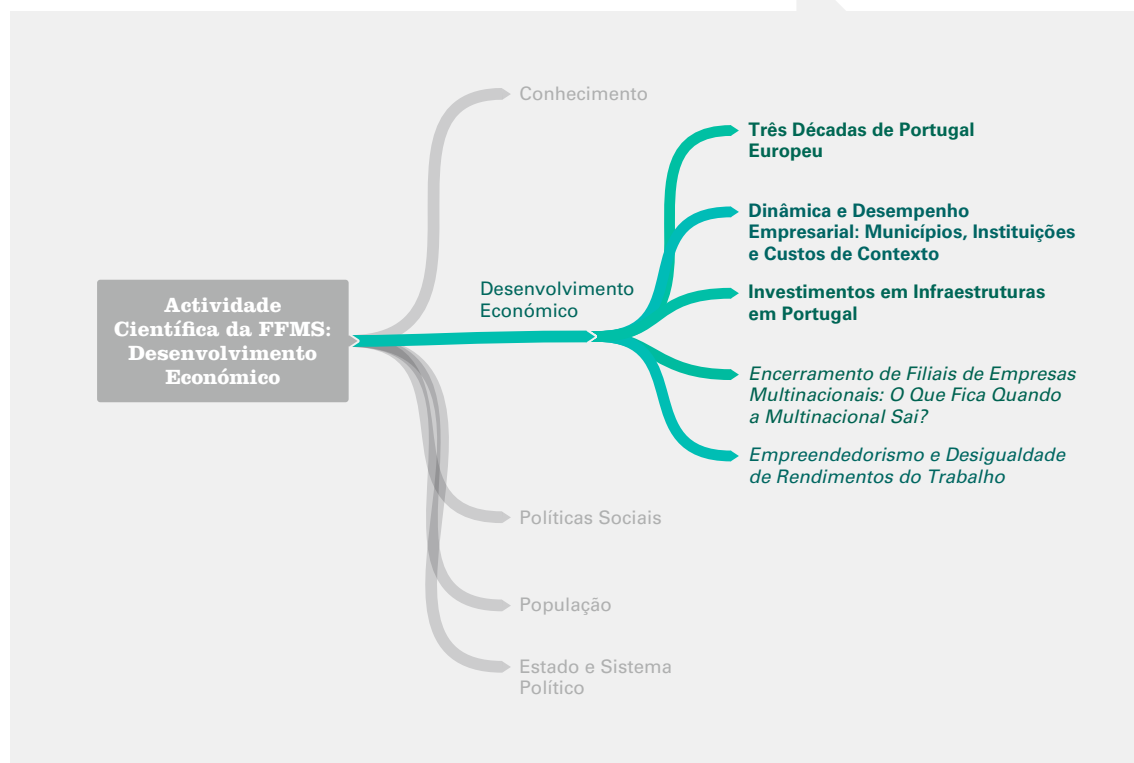 Conhecimento
Três Décadas de Portugal
Europeu
Dinâmica e Desempenho
Empresarial: Municípios, Instituições
e Custos de Contexto
Actividade
Científica da FFMS:
Desenvolvimento
Económico
Desenvolvimento
Económico
Investimentos em Infraestruturas
em Portugal
Encerramento de Filiais de Empresas
Multinacionais: O Que Fica Quando
a Multinacional Sai?
Empreendedorismo e Desigualdade
de Rendimentos do Trabalho
Políticas Sociais
População
Estado e Sistema
Político